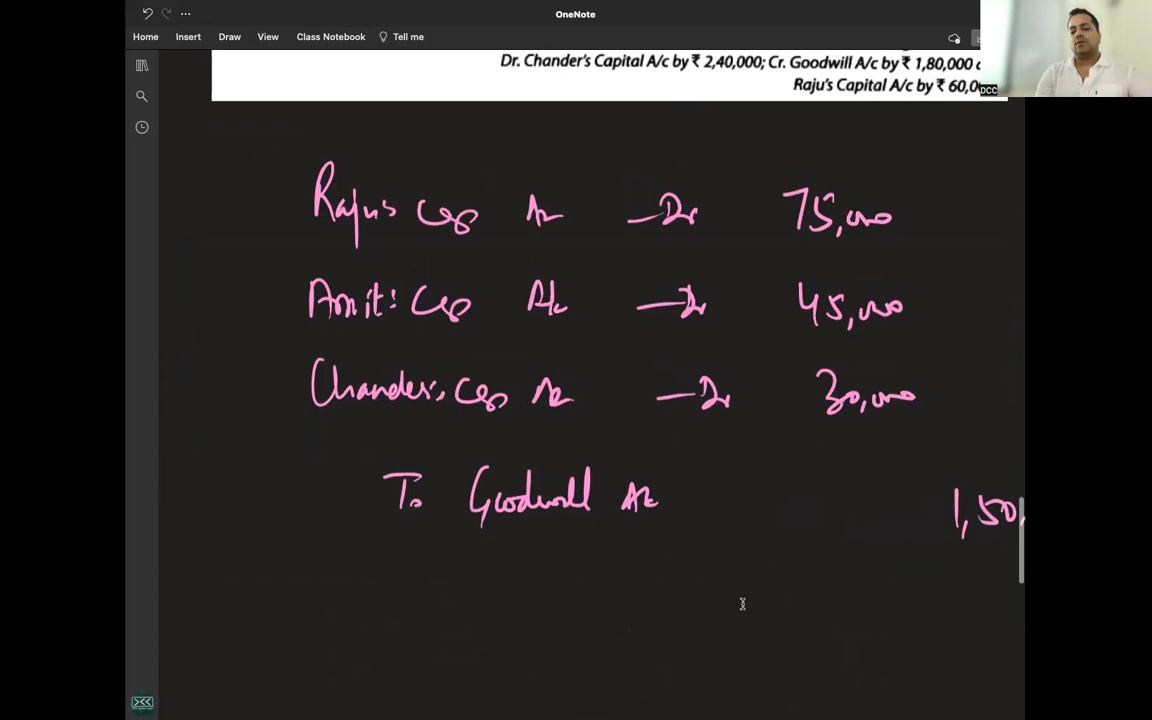 OneNote
Home Insert Draw View Class Notebook Tell me
Dr. Chander's Capital A/c by ₹ 2,40,000; Cr. Goodwill A/c by ₹ 1,80,000
Raju's Capital A/c by ₹ 60,0
DCC
Raju's Cap A/c — Dr 75,000
Amit's Cap A/c — Dr 45,000
Chander's Cap A/c — Dr 30,000
To Goodwill A/c 1,50,